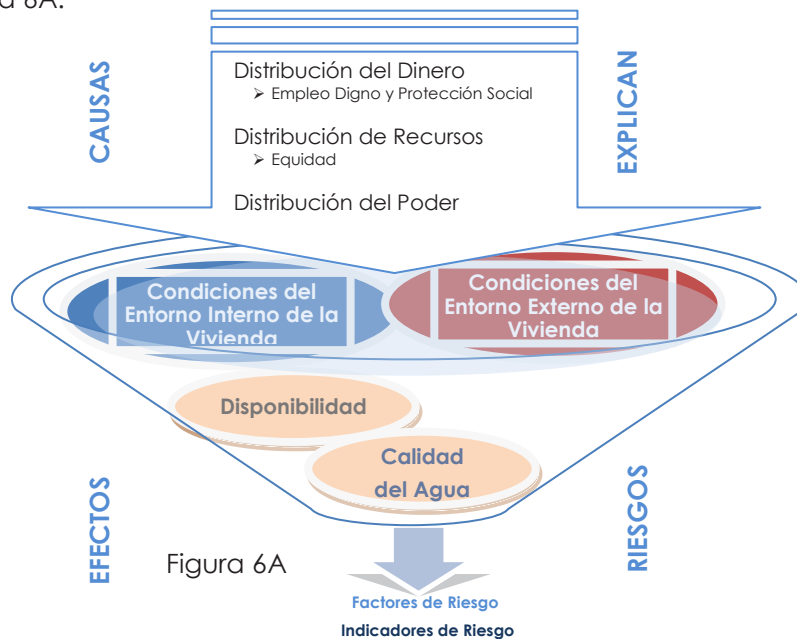 a 6A.
CAUSAS
EXPLICAN
Distribución del Dinero
➢ Empleo Digno y Protección Social
Distribución de Recursos
➢ Equidad
Distribución del Poder
Condiciones del
Entorno Interno de la
Vivienda
Condiciones del
Entorno Externo de la
Vivienda
Disponibilidad
Calidad
del Agua
EFECTOS
RIESGOS
Figura 6A
Factores de Riesgo
Indicadores de Riesgo